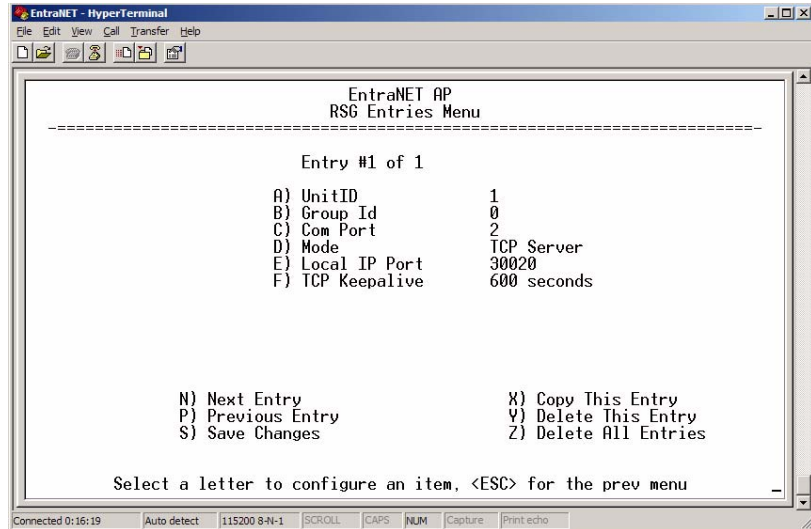 EntraNET - HyperTerminal
File Edit View Call Transfer Help
EntraNET AP
RSG Entries Menu
-==========================================================================-
Entry #1 of 1
A) UnitID 1
B) Group Id 0
C) Com Port 2
D) Mode TCP Server
E) Local IP Port 30020
F) TCP Keepalive 600 seconds
N) Next Entry X) Copy This Entry
P) Previous Entry Y) Delete This Entry
S) Save Changes Z) Delete All Entries
Select a letter to configure an item, <ESC> for the prev menu _
Connected 0:16:19 Auto detect 115200 8-N-1 SCROLL CAPS NUM Capture Print echo